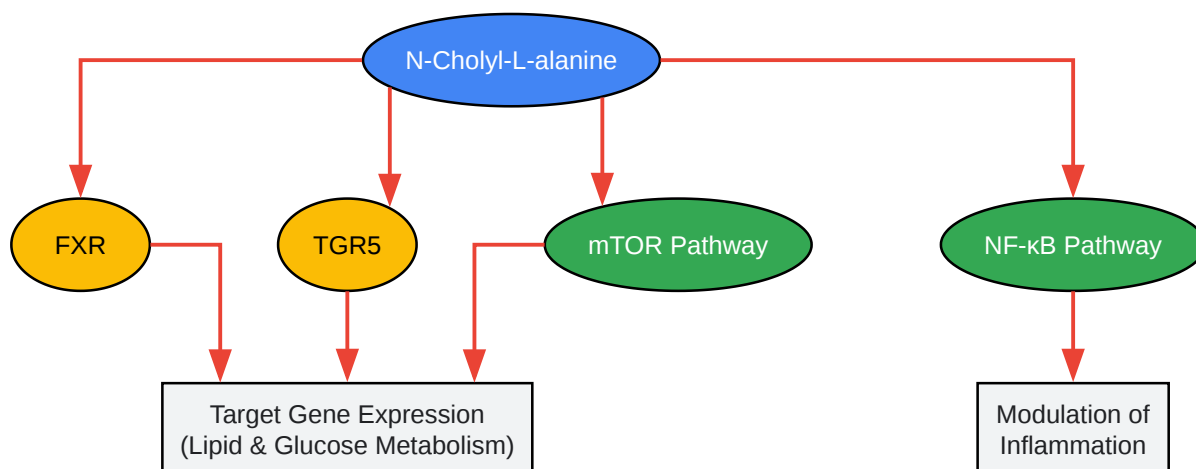 N-Cholyl-L-alanine
FXR
TGR5
mTOR Pathway
NF-κB Pathway
Target Gene Expression
(Lipid & Glucose Metabolism)
Modulation of
Inflammation